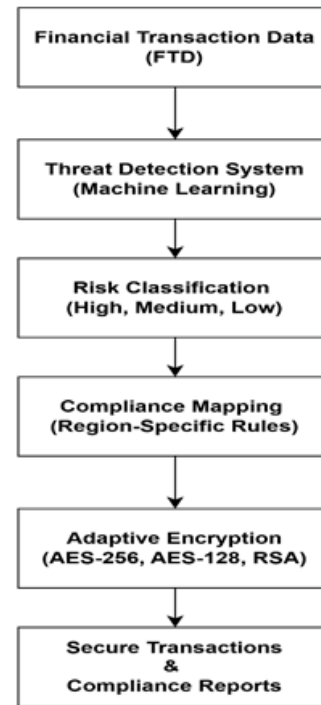 Financial Transaction Data
(FTD)
Threat Detection System
(Machine Learning)
Risk Classification
(High, Medium, Low)
Compliance Mapping
(Region-Specific Rules)
Adaptive Encryption
(AES-256, AES-128, RSA)
Secure Transactions
&
Compliance Reports